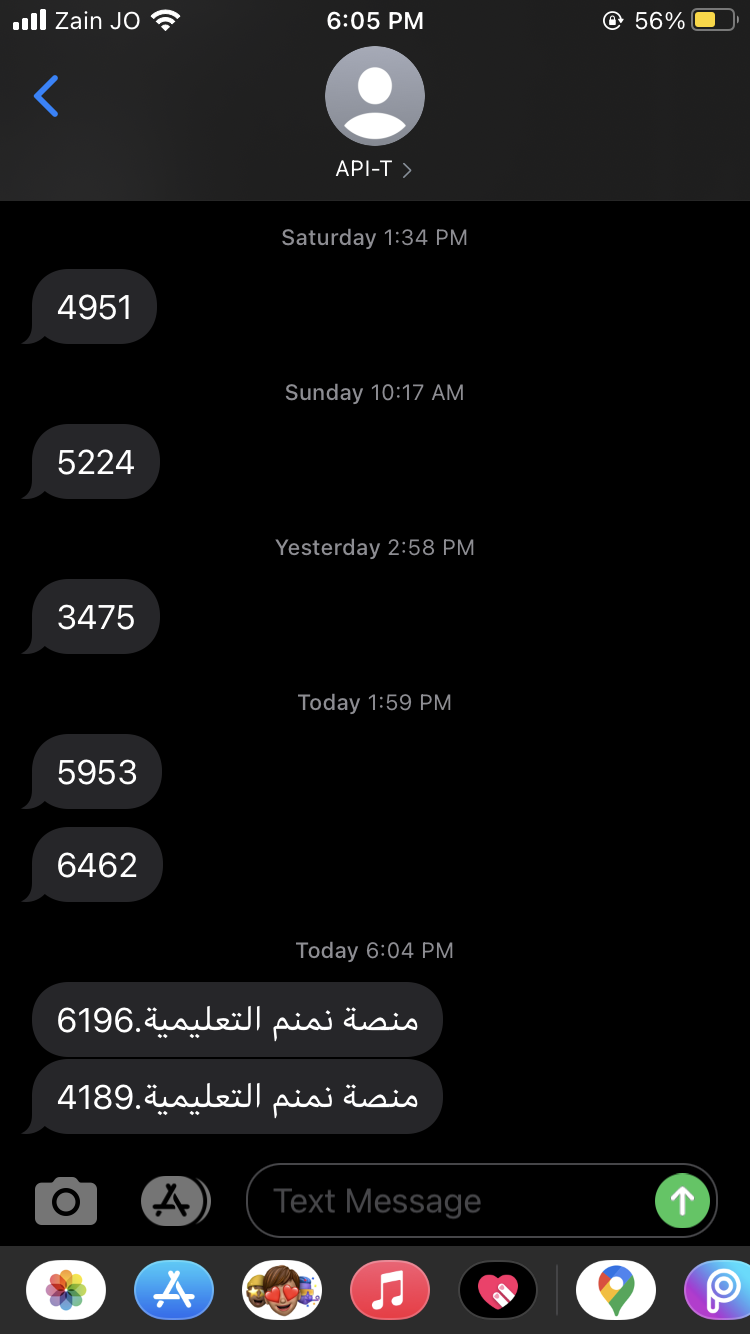 Zain JO
6:05 PM
56%
API-T
Saturday 1:34 PM
4951
Sunday 10:17 AM
5224
Yesterday 2:58 PM
3475
Today 1:59 PM
5953
6462
Today 6:04 PM
منصة نمنم التعليمية.6196
منصة نمنم التعليمية.4189
Text Message